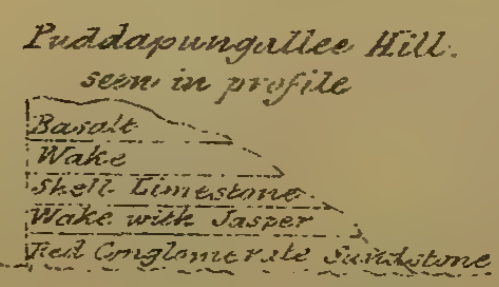 Puddapungallee Hill.
seen in profile
Basalt
Wake
Shell Limestone
Wake with Jasper
Red Conglomerate Sandstone